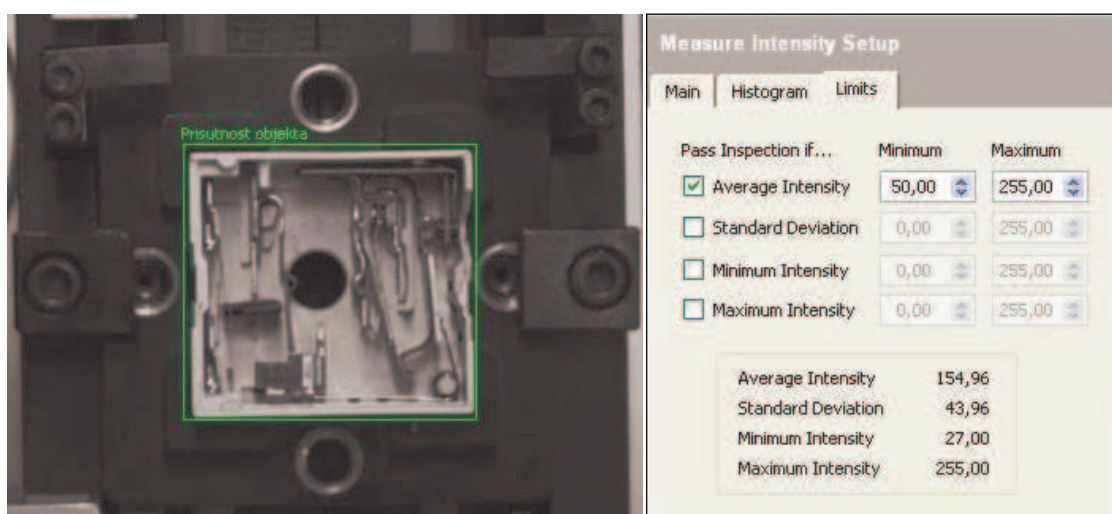 Prisutnost objekta
Measure Intensity Setup
Main Histogram Limits
Pass Inspection if... Minimum Maximum
Average Intensity 50,00 255,00
Standard Deviation 0,00 255,00
Minimum Intensity 0,00 255,00
Maximum Intensity 0,00 255,00
Average Intensity 154,96
Standard Deviation 43,96
Minimum Intensity 27,00
Maximum Intensity 255,00